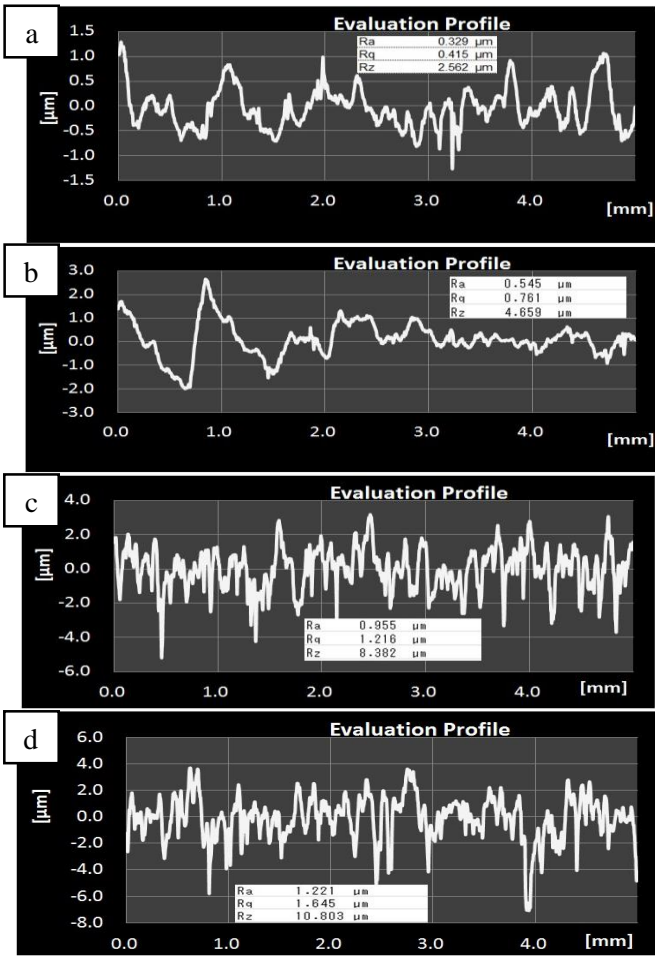 a
Evaluation Profile
Ra 0.329 μm
Rq 0.415 μm
Rz 2.562 μm
[μm]
1.5
1.0
0.5
0.0
-0.5
-1.0
-1.5
0.0 1.0 2.0 3.0 4.0
[mm]
b
Evaluation Profile
Ra 0.545 μm
Rq 0.761 μm
Rz 4.659 μm
[μm]
3.0
2.0
1.0
0.0
-1.0
-2.0
-3.0
0.0 1.0 2.0 3.0 4.0
[mm]
c
Evaluation Profile
[μm]
4.0
2.0
0.0
-2.0
-4.0
-6.0
Ra 0.955 μm
Rq 1.216 μm
Rz 8.382 μm
0.0 1.0 2.0 3.0 4.0 [mm]
d
Evaluation Profile
[μm]
6.0
4.0
2.0
0.0
-2.0
-4.0
-6.0
-8.0
Ra 1.221 μm
Rq 1.645 μm
Rz 10.803 μm
0.0 1.0 2.0 3.0 4.0 [mm]